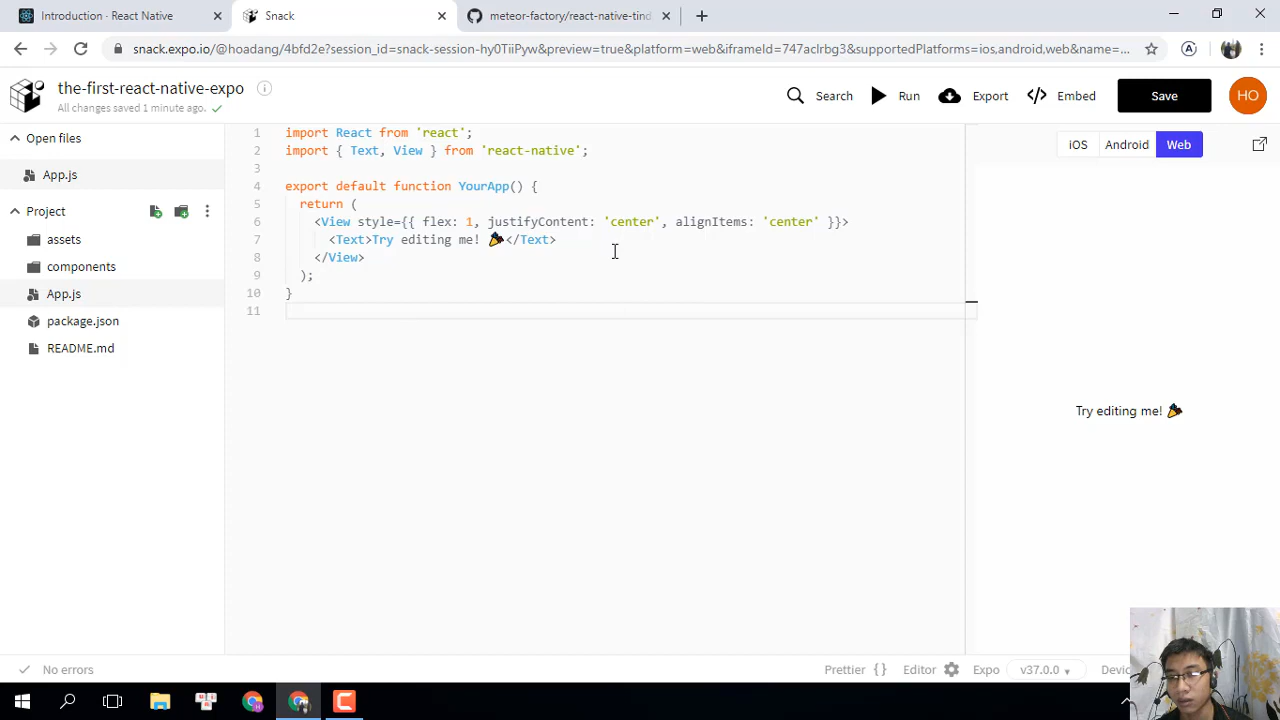 Introduction · React Native
Snack
meteor-factory/react-native-tind
snack.expo.io/@hoadang/4bfd2e?session_id=snack-session-hy0TiiPyw&preview=true&platform=web&iframeId=747aclrbg3&supportedPlatforms=ios,android,web&name=...
the-first-react-native-expo
All changes saved 1 minute ago.
Search
Run
Export
Embed
Save
HO
Open files
App.js
Project
assets
components
App.js
package.json
README.md
1 import React from 'react';
2 import { Text, View } from 'react-native';
3
4 export default function YourApp() {
5 return (
6 <View style={{ flex: 1, justifyContent: 'center', alignItems: 'center' }}>
7 <Text>Try editing me! 🎉</Text>
8 </View>
9 );
10 }
11
iOS
Android
Web
Try editing me! 🎉
No errors
Prettier {}
Editor
Expo
v37.0.0
Devic